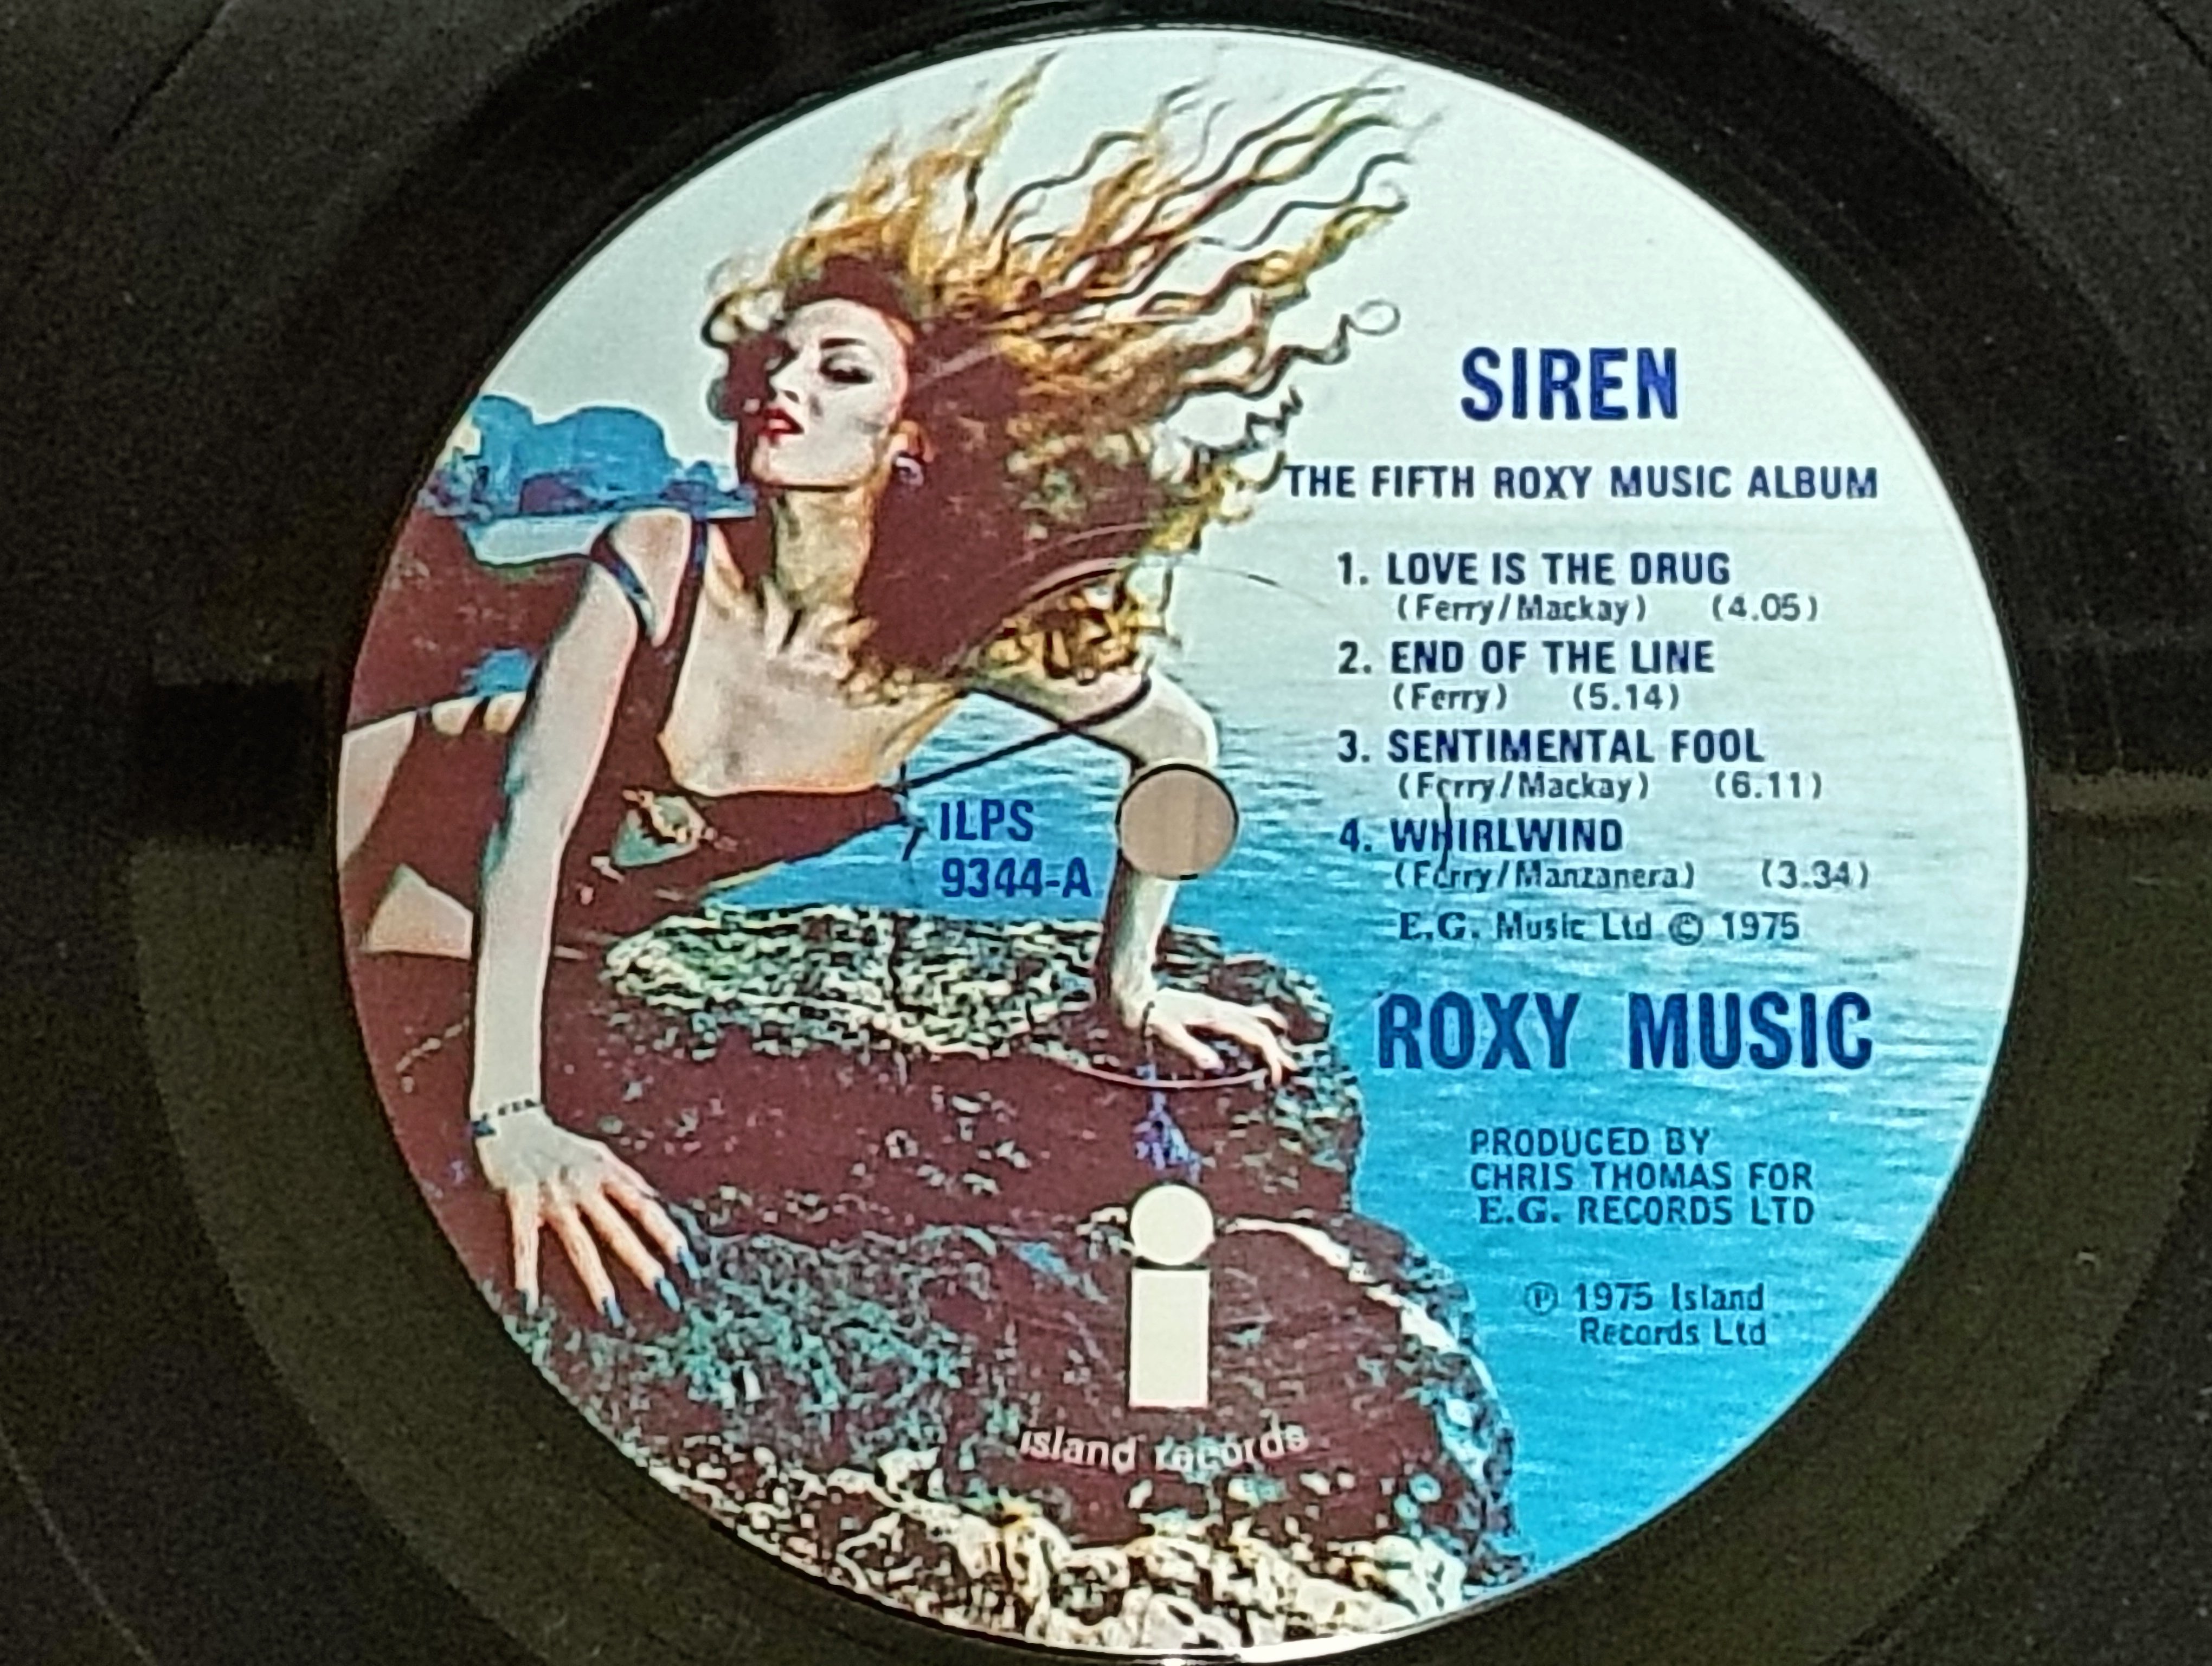 SIREN
THE FIFTH ROXY MUSIC ALBUM
1. LOVE IS THE DRUG
(Ferry/Mackay) (4.05)
2. END OF THE LINE
(Ferry) (5.14)
3. SENTIMENTAL FOOL
(Ferry/Mackay) (6.11)
4. WHIRLWIND
(Ferry/Manzanera) (3.34)
E.G. Music Ltd © 1975
ILPS
9344-A
ROXY MUSIC
PRODUCED BY
CHRIS THOMAS FOR
E.G. RECORDS LTD
℗ 1975 Island
Records Ltd
i
island records